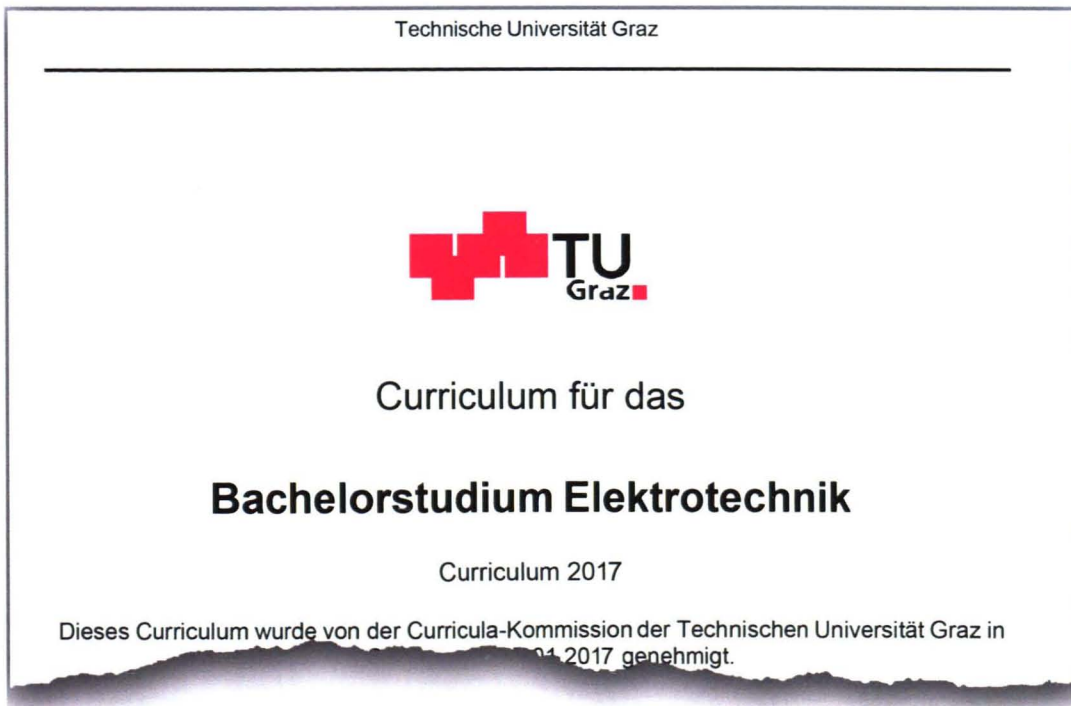 Technische Universität Graz
TU
Graz
Curriculum für das
Bachelorstudium Elektrotechnik
Curriculum 2017
Dieses Curriculum wurde von der Curricula-Kommission der Technischen Universität Graz in
2017 genehmigt.